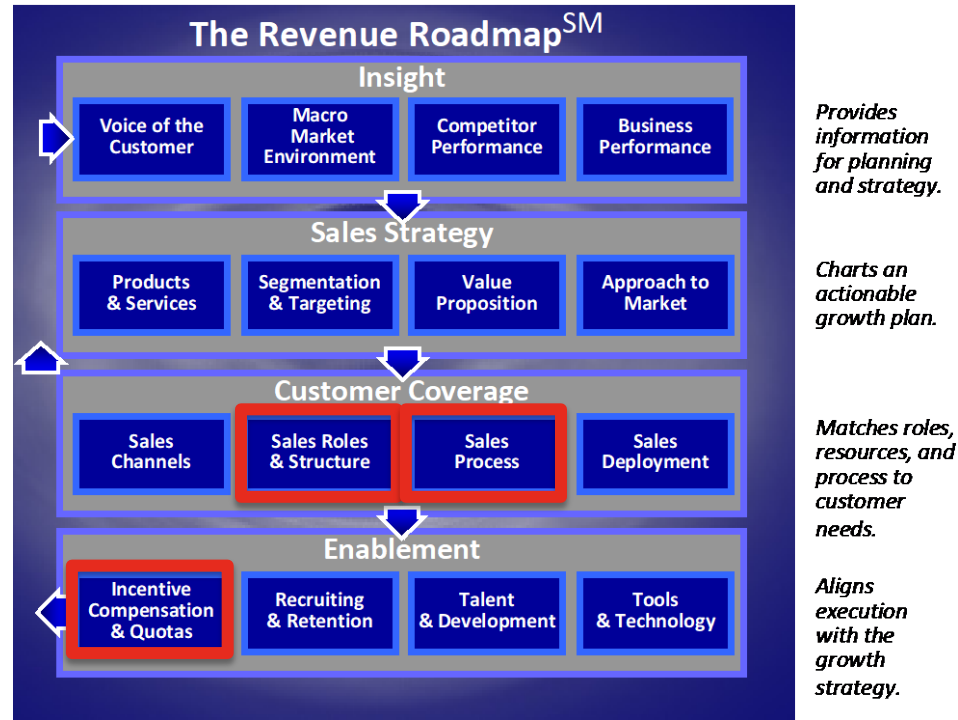 The Revenue Roadmap SM
Insight
Voice of the
Customer
Macro
Market
Environment
Competitor
Performance
Business
Performance
Provides
information
for planning
and strategy.
Sales Strategy
Products
& Services
Segmentation
& Targeting
Value
Proposition
Approach to
Market
Charts an
actionable
growth plan.
Customer Coverage
Sales
Channels
Sales Roles
& Structure
Sales
Process
Sales
Deployment
Matches roles,
resources, and
process to
customer
needs.
Enablement
Incentive
Compensation
& Quotas
Recruiting
& Retention
Talent
& Development
Tools
& Technology
Aligns
execution
with the
growth
strategy.